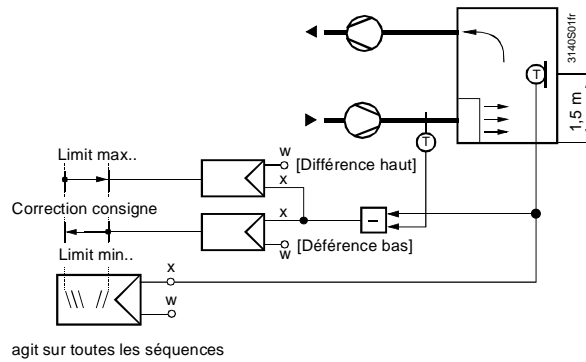 3140S01fr
T
1,5 m
T
Limit max..
w
[Différence haut]
x
Correction consigne
x
–
w
[Déférence bas]
Limit min..
x
w
agit sur toutes les séquences